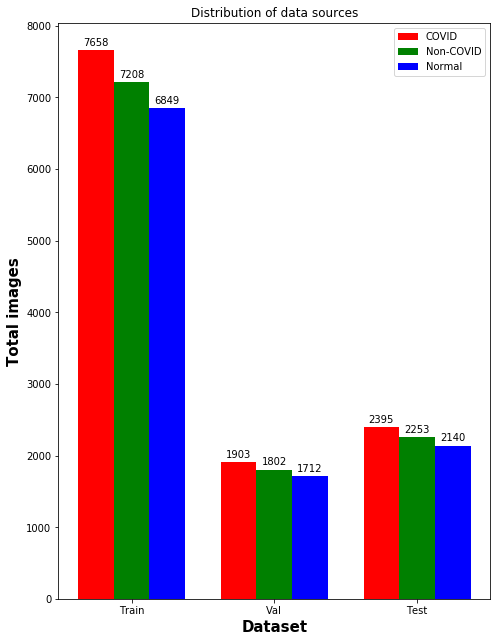 Distribution of data sources
8000
7000
6000
5000
4000
3000
2000
1000
0
Total images
7658
7208
6849
1903
1802
1712
2395
2253
2140
COVID
Non-COVID
Normal
Train
Val
Test
Dataset